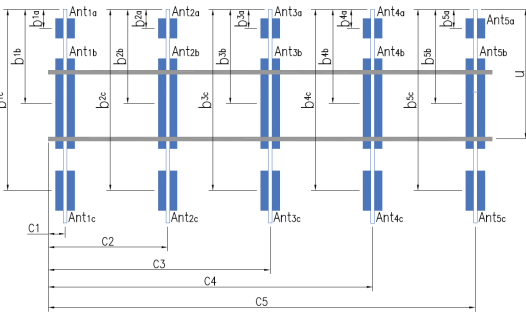 Ant1a
Ant2a
Ant3a
Ant4a
Ant5a
b1a
b2a
b3a
b4a
b5a
Ant1b
Ant2b
Ant3b
Ant4b
Ant5b
b1b
b2b
b3b
b4b
b5b
u
b1c
b2c
b3c
b4c
b5c
Ant1c
Ant2c
Ant3c
Ant4c
Ant5c
C1
C2
C3
C4
C5